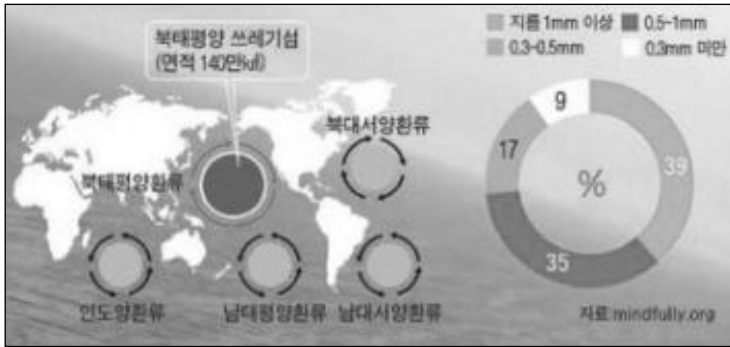 북태평양 쓰레기섬
(면적 140만㎢)
지름 1mm 이상
0.5-1mm
0.3-0.5mm
0.3mm 미만
북대서양환류
북태평양환류
인도양환류
남태평양환류
남대서양환류
9
17
39
35
%
자료:mindfully.org